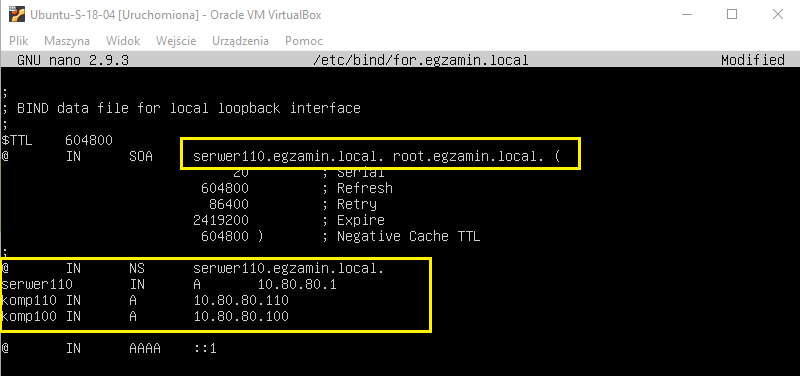 Ubuntu-S-18-04 [Uruchomiona] - Oracle VM VirtualBox
Plik Maszyna Widok Wejście Urządzenia Pomoc
GNU nano 2.9.3 /etc/bind/for.egzamin.local Modified
;
; BIND data file for local loopback interface
;
$TTL 604800
@ IN SOA serwer110.egzamin.local. root.egzamin.local. (
20 ; Serial
604800 ; Refresh
86400 ; Retry
2419200 ; Expire
604800 ) ; Negative Cache TTL
;
@ IN NS serwer110.egzamin.local.
serwer110 IN A 10.80.80.1
komp110 IN A 10.80.80.110
komp100 IN A 10.80.80.100
@ IN AAAA ::1